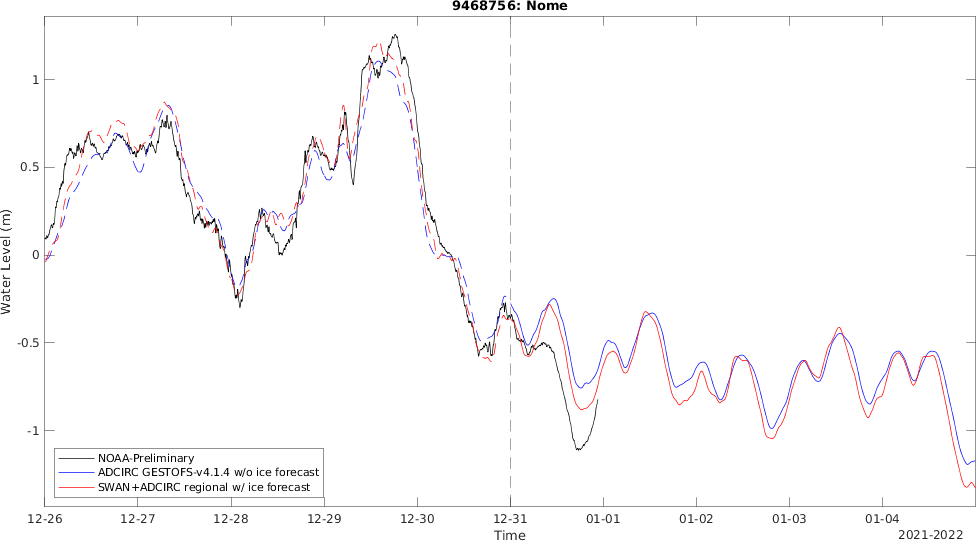 9468756: Nome
Water Level (m)
1
0.5
0
-0.5
-1
NOAA-Preliminary
ADCIRC GESTOFS-v4.1.4 w/o ice forecast
SWAN+ADCIRC regional w/ ice forecast
12-26 12-27 12-28 12-29 12-30 12-31 01-01 01-02 01-03 01-04
Time
2021-2022